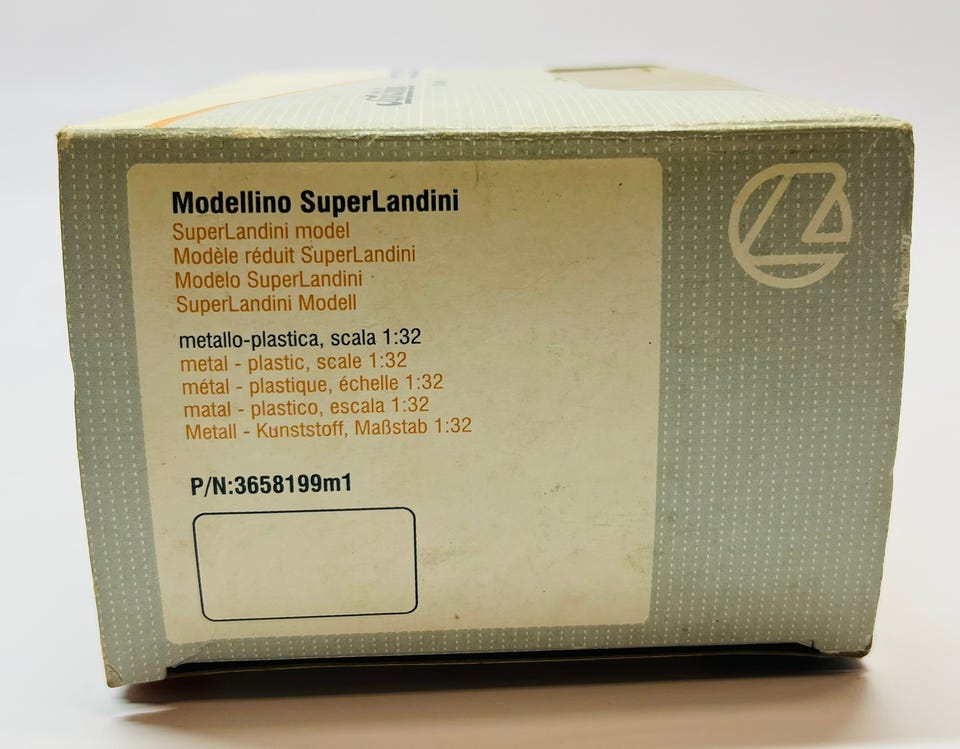 Modellino SuperLandini
SuperLandini model
Modèle réduit SuperLandini
Modelo SuperLandini
SuperLandini Modell
metallo-plastica, scala 1:32
metal - plastic, scale 1:32
métal - plastique, échelle 1:32
matal - plastico, escala 1:32
Metall - Kunststoff, Maßstab 1:32
P/N:3658199m1